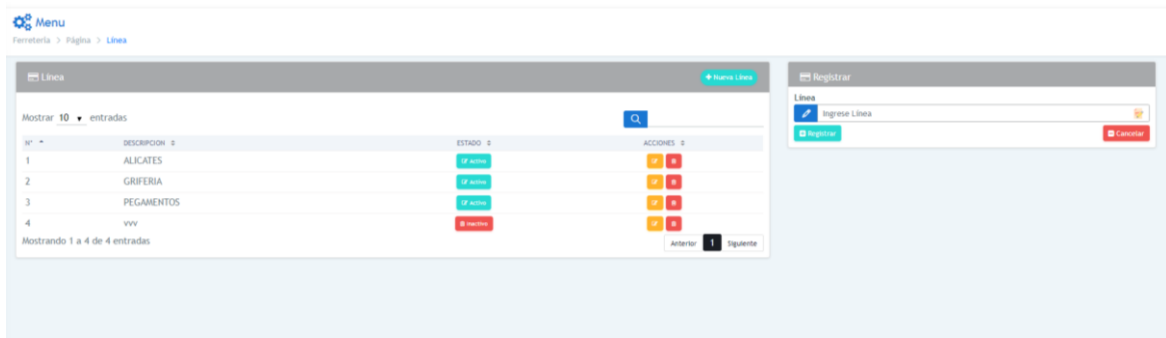 Menu
Ferretería > Página > Línea
Línea
+ Nueva Línea
Mostrar 10 entradas
N° DESCRIPCION ESTADO ACCIONES
1 ALICATES Activo
2 GRIFERIA Activo
3 PEGAMENTOS Activo
4 vvv Inactivo
Mostrando 1 a 4 de 4 entradas
Anterior 1 Siguiente
Registrar
Línea
Ingrese Línea
Registrar
Cancelar